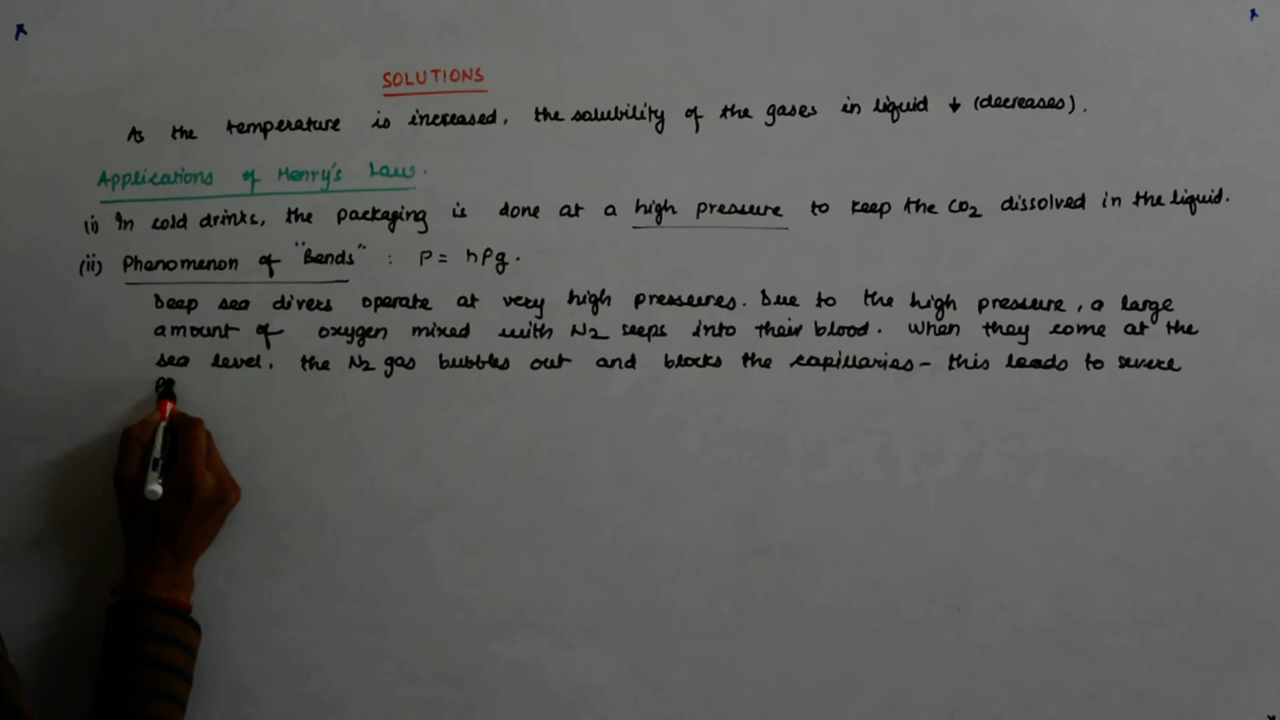 SOLUTIONS
As the temperature is increased, the solubility of the gases in liquid ↓ (decreases).
Applications of Henry's Law.
(i) In cold drinks, the packaging is done at a high pressure to keep the CO2 dissolved in the liquid.
(ii) Phenomenon of "Bends" : P = hρg.
Deep sea divers operate at very high pressures. Due to the high pressure, a large
amount of oxygen mixed with N2 seeps into their blood. When they come at the
sea level, the N2 gas bubbles out and blocks the capillaries - this leads to severe